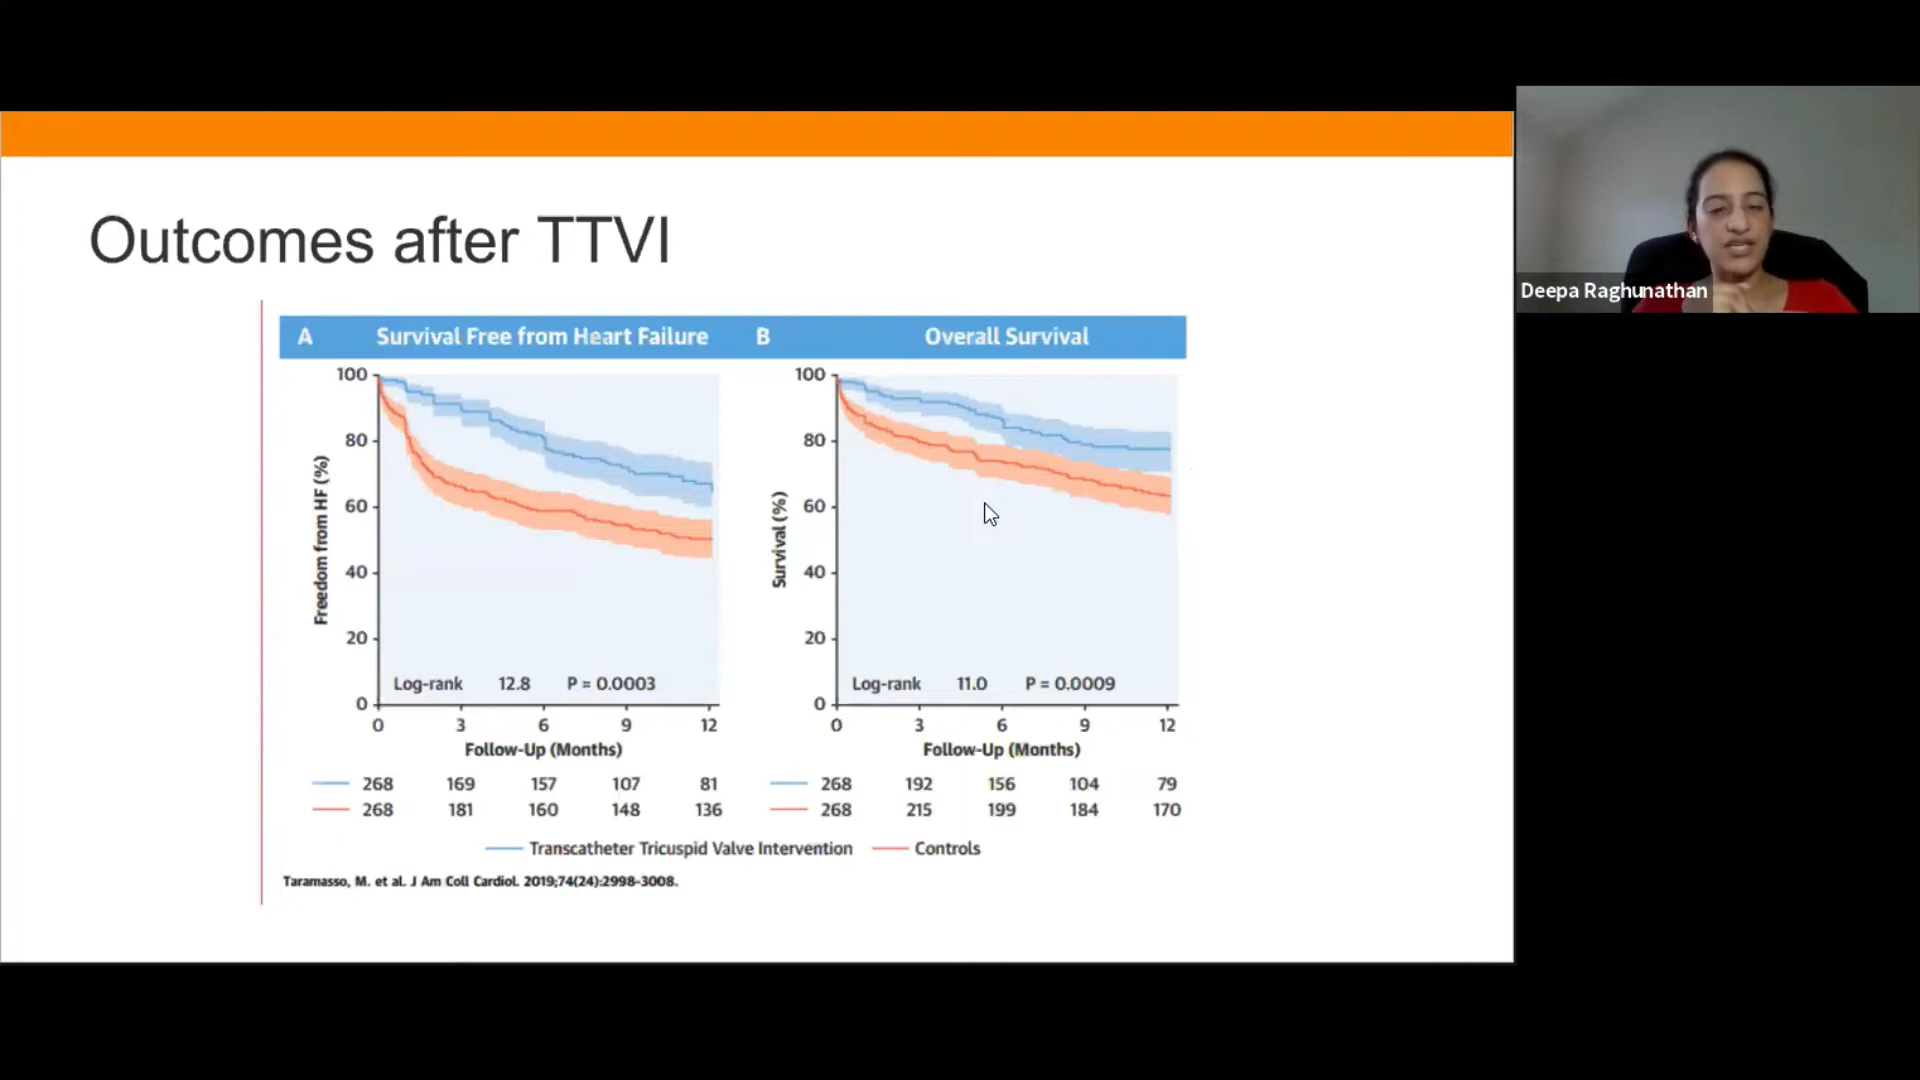 Outcomes after TTVI
A Survival Free from Heart Failure B Overall Survival
Freedom from HF (%)
100
80
60
40
20
0
Log-rank 12.8 P = 0.0003
0 3 6 9 12
Follow-Up (Months)
268 169 157 107 81
268 181 160 148 136
Survival (%)
100
80
60
40
20
0
Log-rank 11.0 P = 0.0009
0 3 6 9 12
Follow-Up (Months)
268 192 156 104 79
268 215 199 184 170
Transcatheter Tricuspid Valve Intervention Controls
Taramasso, M. et al. J Am Coll Cardiol. 2019;74(24):2998-3008.
Deepa Raghunathan